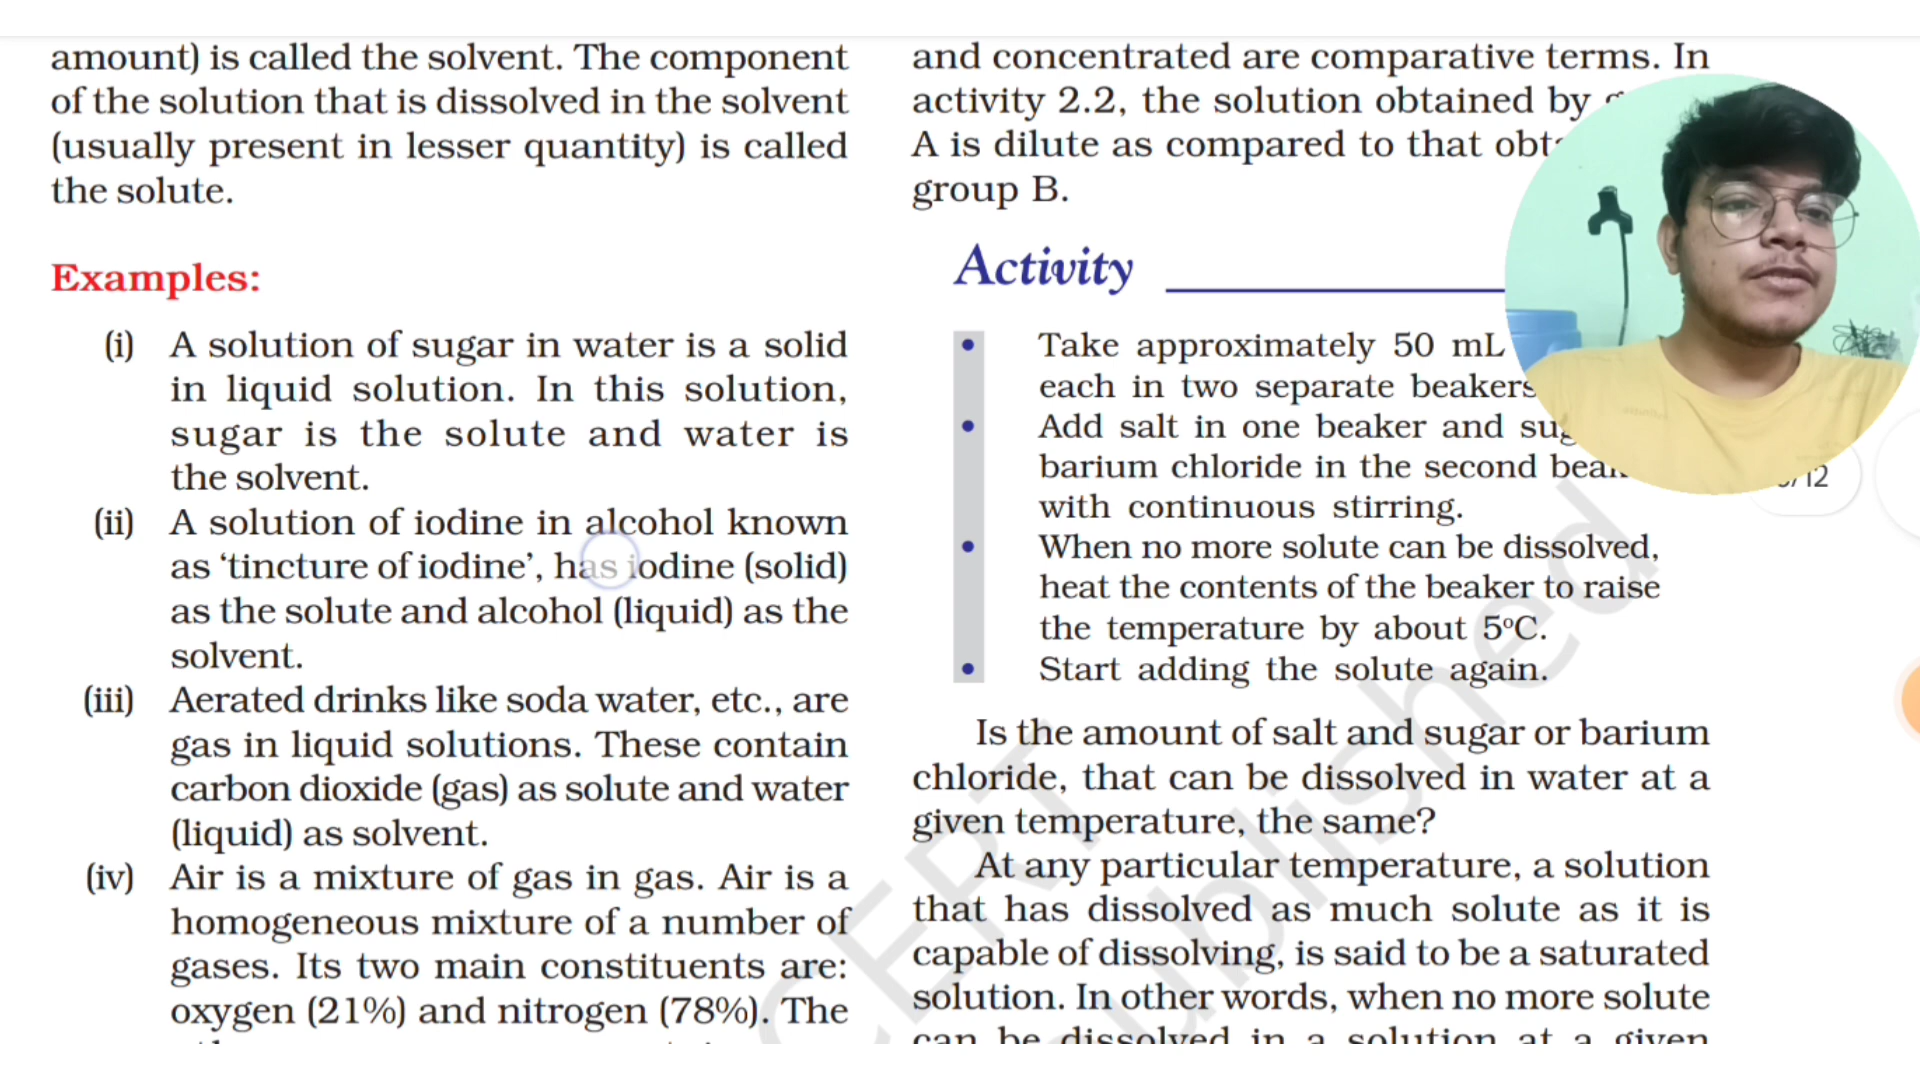 amount) is called the solvent. The component
of the solution that is dissolved in the solvent
(usually present in lesser quantity) is called
the solute.
Examples:
(i) A solution of sugar in water is a solid
in liquid solution. In this solution,
sugar is the solute and water is
the solvent.
(ii) A solution of iodine in alcohol known
as ‘tincture of iodine’, has iodine (solid)
as the solute and alcohol (liquid) as the
solvent.
(iii) Aerated drinks like soda water, etc., are
gas in liquid solutions. These contain
carbon dioxide (gas) as solute and water
(liquid) as solvent.
(iv) Air is a mixture of gas in gas. Air is a
homogeneous mixture of a number of
gases. Its two main constituents are:
oxygen (21%) and nitrogen (78%). The
and concentrated are comparative terms. In
activity 2.2, the solution obtained by
A is dilute as compared to that
group B.
Activity
• Take approximately 50 mL
each in two separate beakers
• Add salt in one beaker and
barium chloride in the second
with continuous stirring.
• When no more solute can be dissolved,
heat the contents of the beaker to raise
the temperature by about 5°C.
• Start adding the solute again.
Is the amount of salt and sugar or barium
chloride, that can be dissolved in water at a
given temperature, the same?
At any particular temperature, a solution
that has dissolved as much solute as it is
capable of dissolving, is said to be a saturated
solution. In other words, when no more solute
can be dissolved in a solution at a given